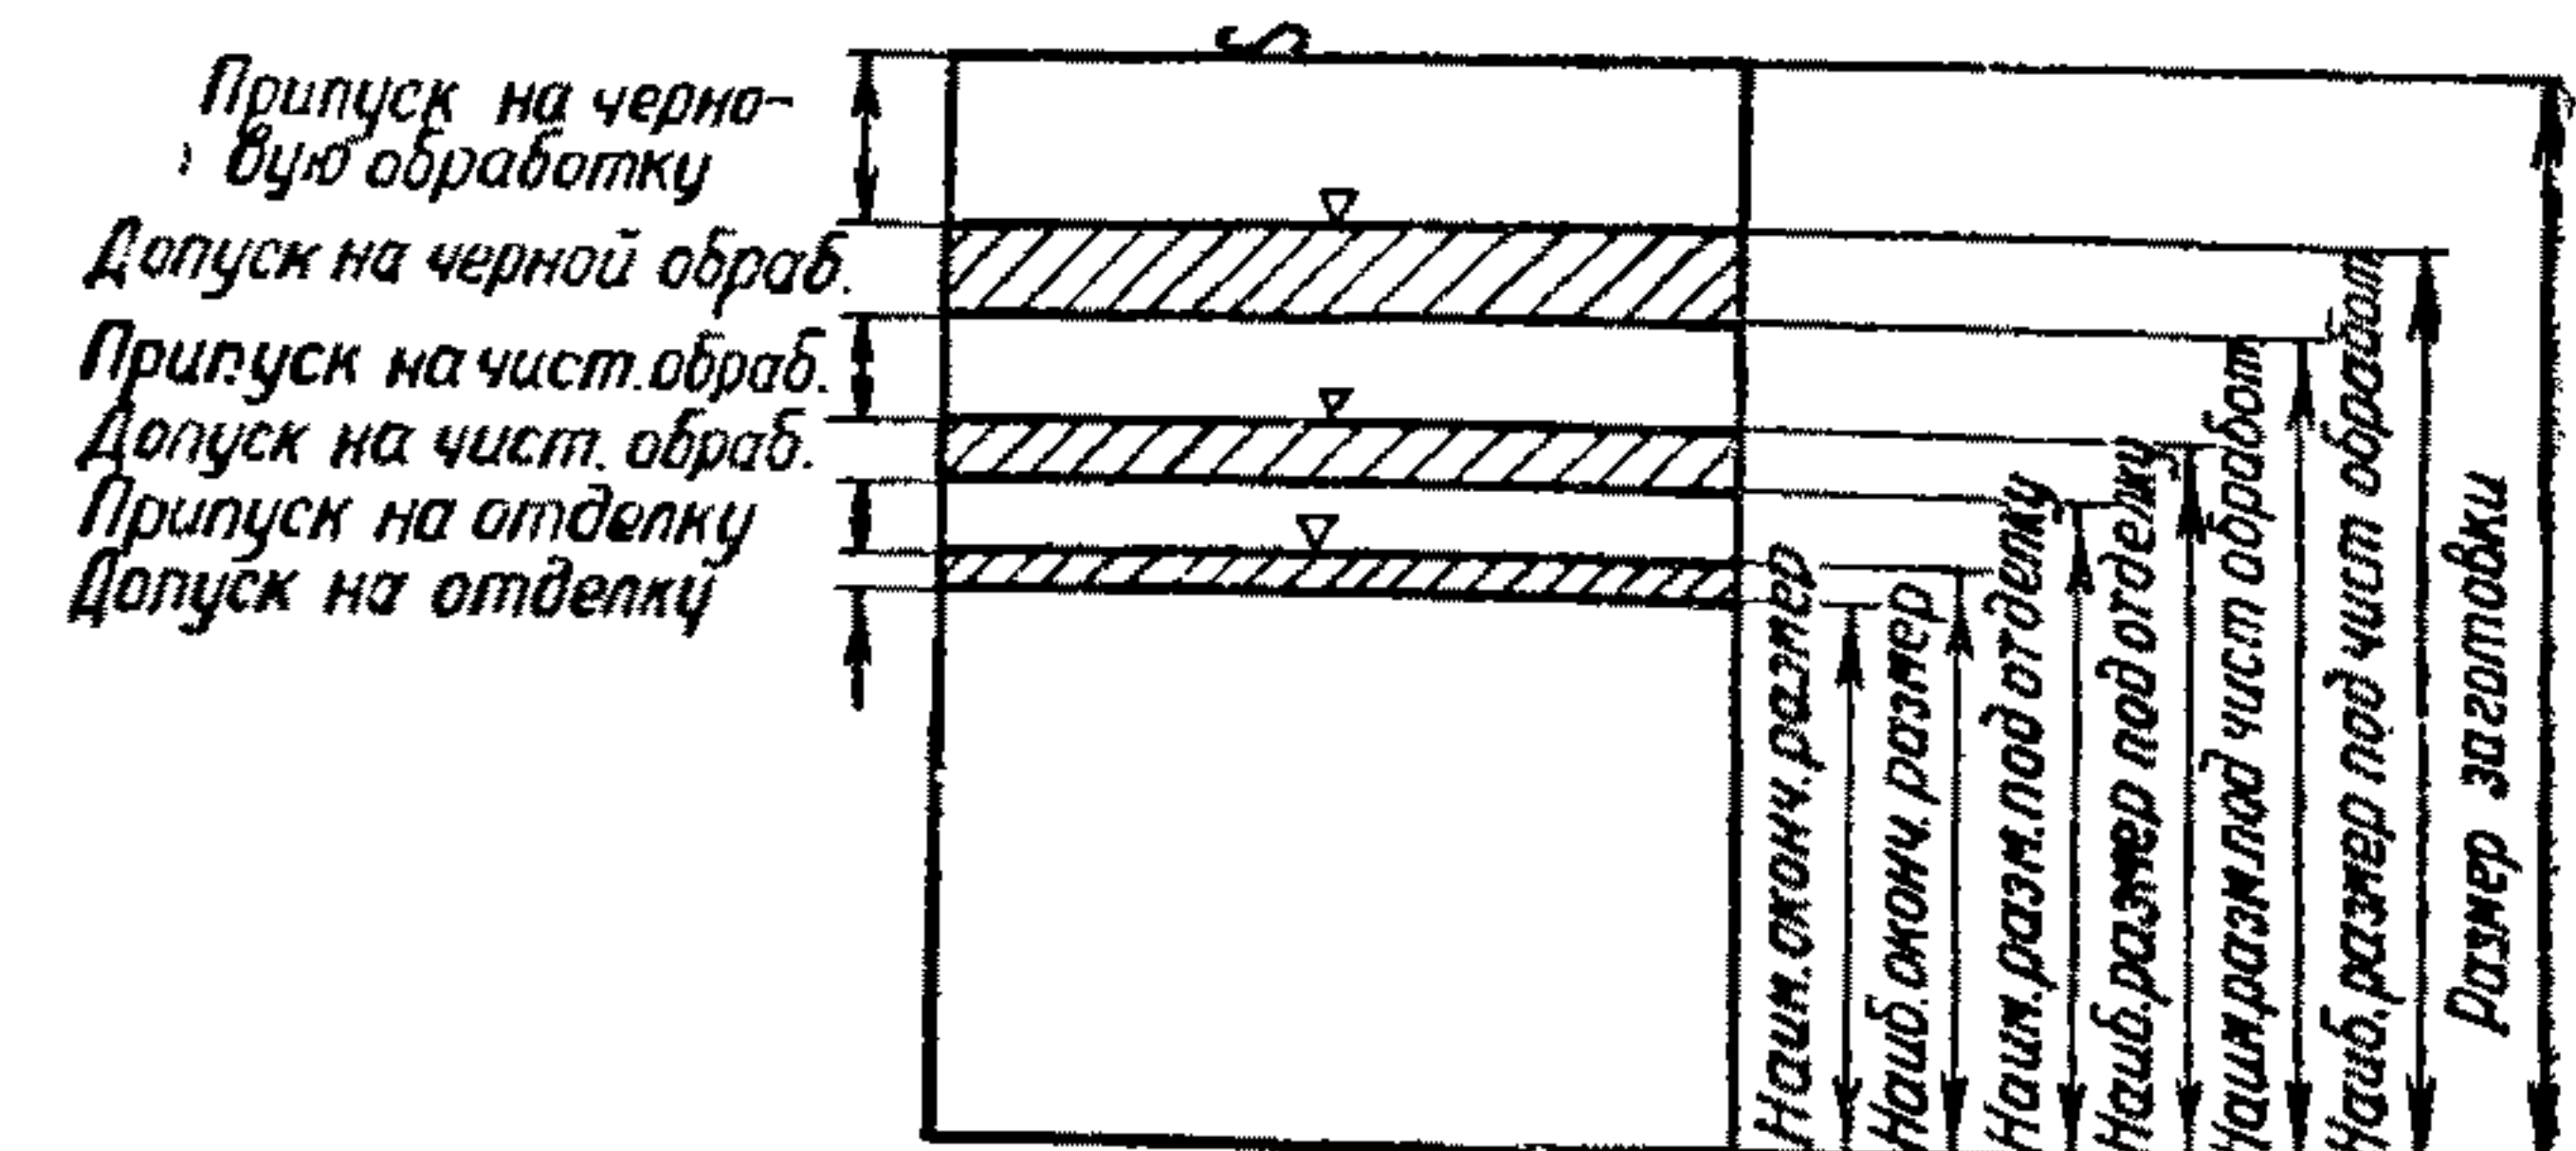 Припуск на черно-
вую обработку
Допуск на черной обраб.
Припуск на чист. обраб.
Допуск на чист. обраб.
Припуск на отделку
Допуск на отделку
Наим. оконч. размер
Наиб. оконч. размер
Наим. разм. под отделку
Наиб. размер под отделку
Наим. разм. под чист обработ
Наиб. размер под чист обработ
Размер заготовки